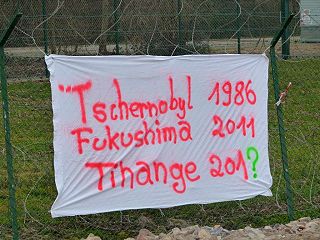 Tschernobyl 1986
Fukushima 2011
Tihange 201?